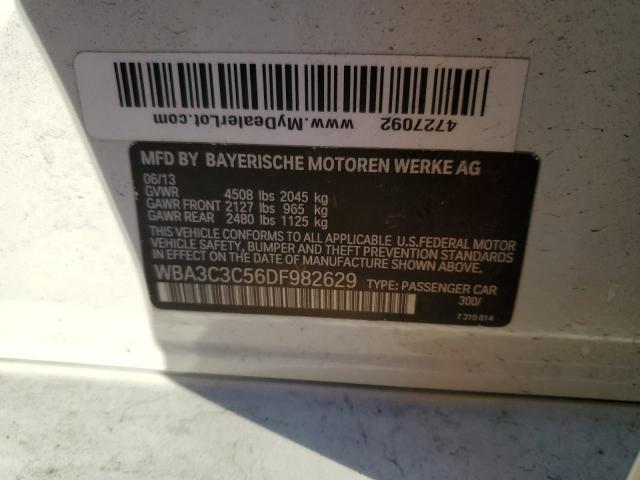 4727092
www.MyDealerLot.com
MFD BY BAYERISCHE MOTOREN WERKE AG
06/13
GVWR 4508 lbs 2045 kg
GAWR FRONT 2127 lbs 965 kg
GAWR REAR 2480 lbs 1125 kg
THIS VEHICLE CONFORMS TO ALL APPLICABLE U.S.FEDERAL MOTOR
VEHICLE SAFETY, BUMPER AND THEFT PREVENTION STANDARDS
IN EFFECT ON THE DATE OF MANUFACTURE SHOWN ABOVE.
WBA3C3C56DF982629 TYPE: PASSENGER CAR
300/
7 315 814